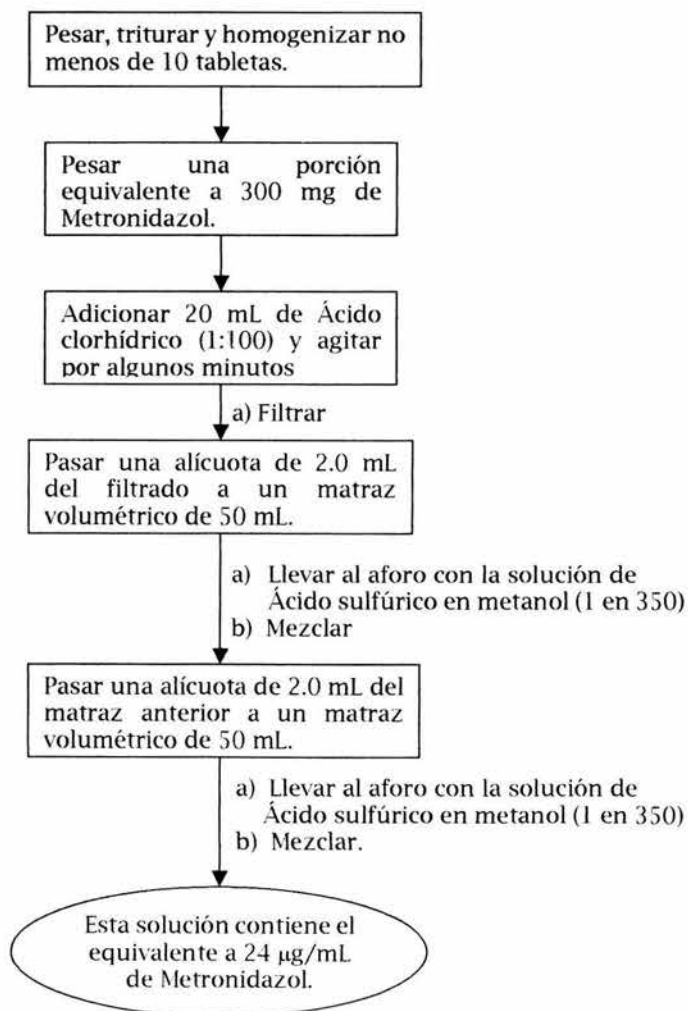 Pesar, triturar y homogenizar no
menos de 10 tabletas.
Pesar una porción
equivalente a 300 mg de
Metronidazol.
Adicionar 20 mL de Ácido
clorhídrico (1:100) y agitar
por algunos minutos
a) Filtrar
Pasar una alícuota de 2.0 mL
del filtrado a un matraz
volumétrico de 50 mL.
a) Llevar al aforo con la solución de
Ácido sulfúrico en metanol (1 en 350)
b) Mezclar
Pasar una alícuota de 2.0 mL del
matraz anterior a un matraz
volumétrico de 50 mL.
a) Llevar al aforo con la solución de
Ácido sulfúrico en metanol (1 en 350)
b) Mezclar.
Esta solución contiene el
equivalente a 24 µg/mL
de Metronidazol.